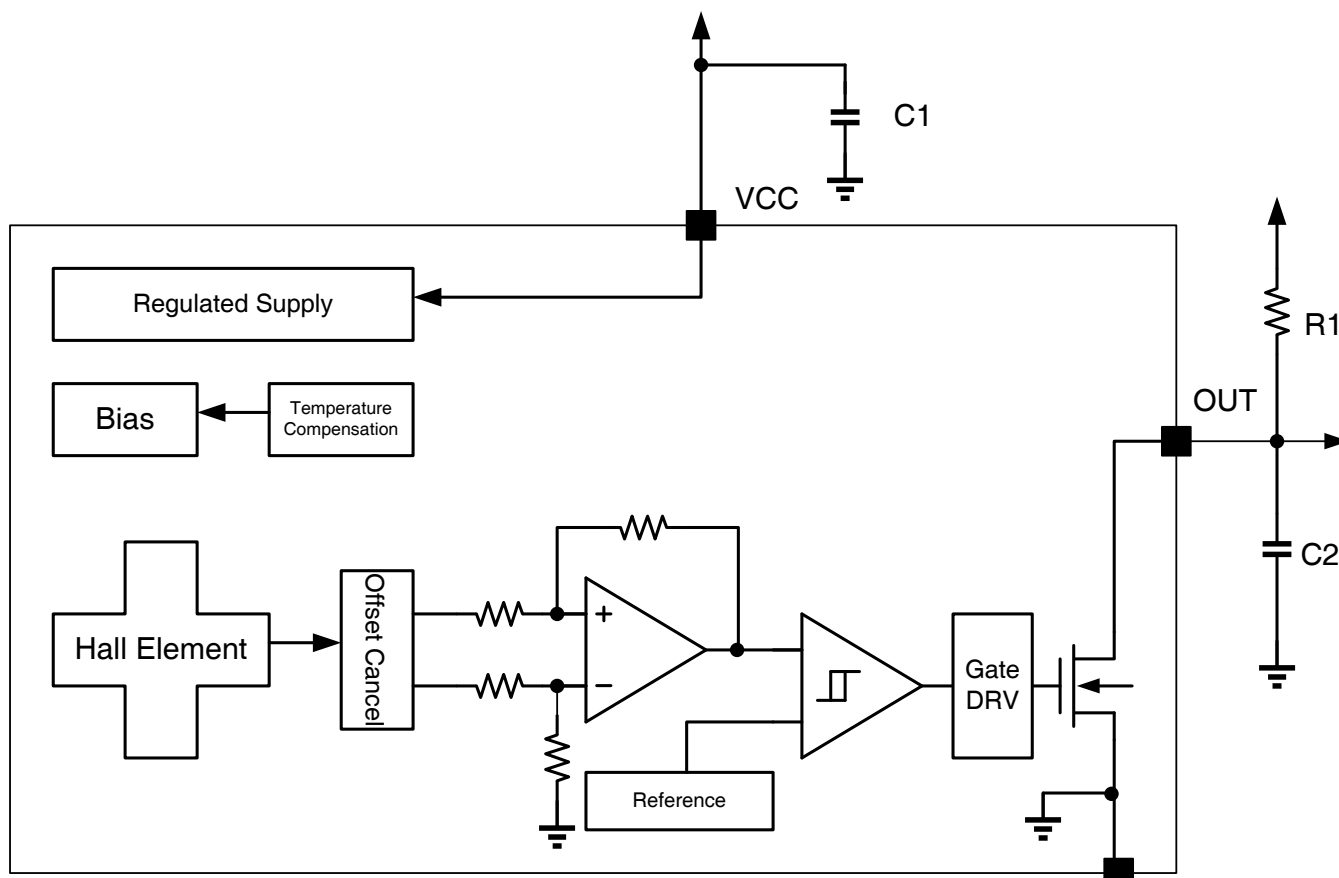 C1
VCC
Regulated Supply
R1
Bias
Temperature
Compensation
OUT
C2
Hall Element
Offset Cancel
+
−
Gate
DRV
Reference